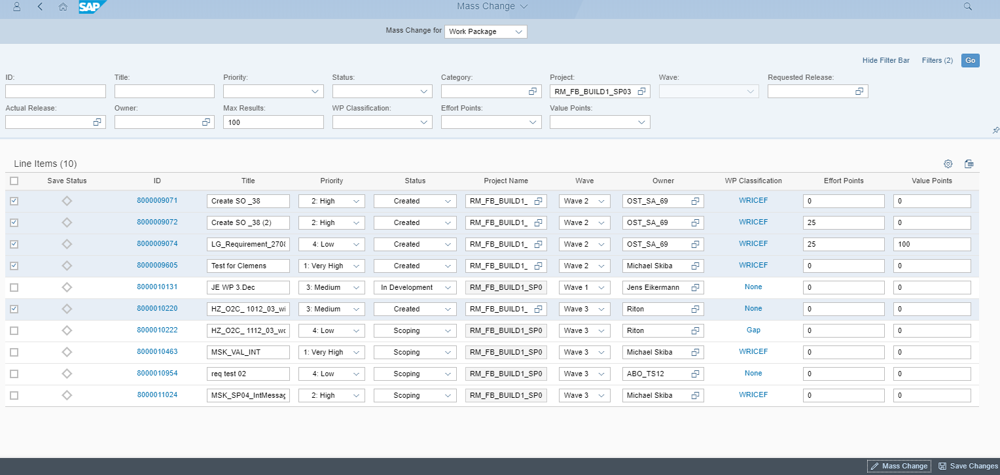 SAP
Mass Change
Mass Change for Work Package
Hide Filter Bar Filters (2) Go
ID: Title: Priority: Status: Category: Project: Wave: Requested Release:
RM_FB_BUILD1_SP03
Actual Release: Owner: Max Results: WP Classification: Effort Points: Value Points:
100
Line Items (10)
Save Status ID Title Priority Status Project Name Wave Owner WP Classification Effort Points Value Points
8000009071 Create SO _38 2: High Created RM_FB_BUILD1_ Wave 2 OST_SA_69 WRICEF 0 0
8000009072 Create SO _38 (2) 2: High Created RM_FB_BUILD1_ Wave 2 OST_SA_69 WRICEF 25 0
8000009074 LG_Requirement_2708 4: Low Created RM_FB_BUILD1_ Wave 2 OST_SA_69 WRICEF 25 100
8000009605 Test for Clemens 1: Very High Created RM_FB_BUILD1_ Wave 2 Michael Skiba WRICEF 0 0
8000010131 JE WP 3.Dec 3: Medium In Development RM_FB_BUILD1_SP0 Wave 1 Jens Eikermann None 0 0
8000010220 HZ_O2C_ 1012_03_wi 3: Medium Created RM_FB_BUILD1_ Wave 3 Riton None 0 0
8000010222 HZ_O2C_ 1112_03_wo 4: Low Scoping RM_FB_BUILD1_SP0 Wave 3 Riton Gap 0 0
8000010463 MSK_VAL_INT 1: Very High Scoping RM_FB_BUILD1_SP0 Wave 3 Michael Skiba WRICEF 0 0
8000010954 req test 02 4: Low Scoping RM_FB_BUILD1_SP0 Wave 3 ABO_TS12 None 0 0
8000011024 MSK_SP04_IntMessag 2: High Scoping RM_FB_BUILD1_SP0 Wave 3 Michael Skiba WRICEF 0 0
Mass Change Save Changes